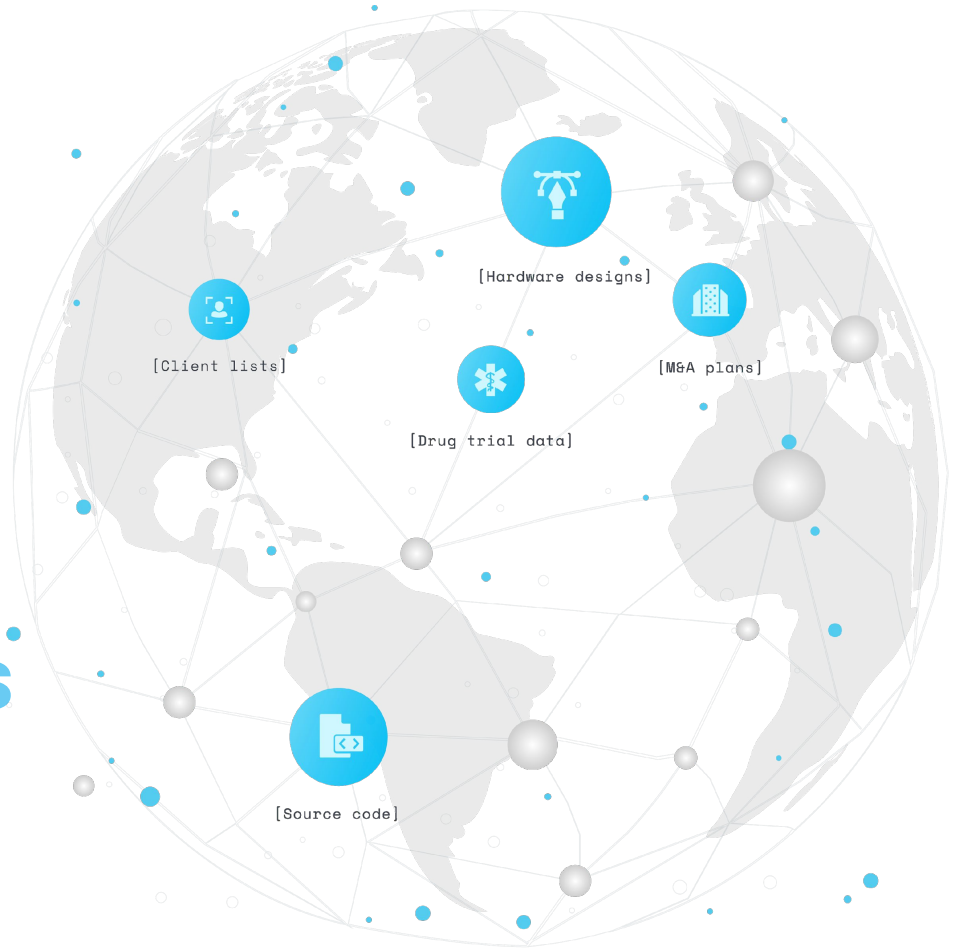 [Hardware designs]
[Client lists]
[M&A plans]
[Drug trial data]
[Source code]